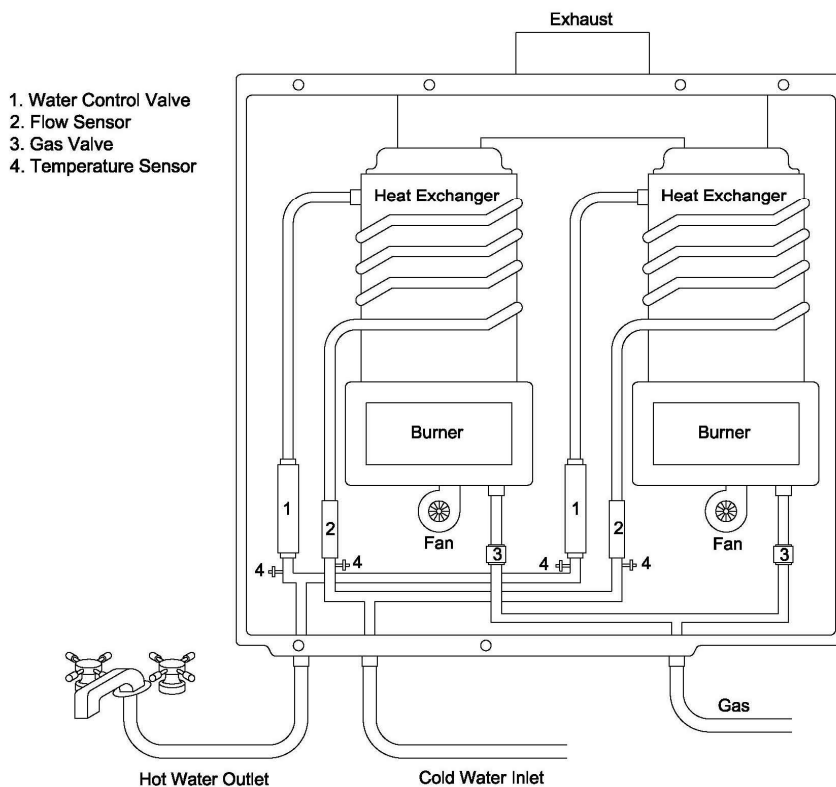 Exhaust
1. Water Control Valve
2. Flow Sensor
3. Gas Valve
4. Temperature Sensor
Heat Exchanger
Heat Exchanger
Burner
Burner
1
2
Fan
3
1
2
Fan
3
4
4
4
4
Gas
Hot Water Outlet
Cold Water Inlet